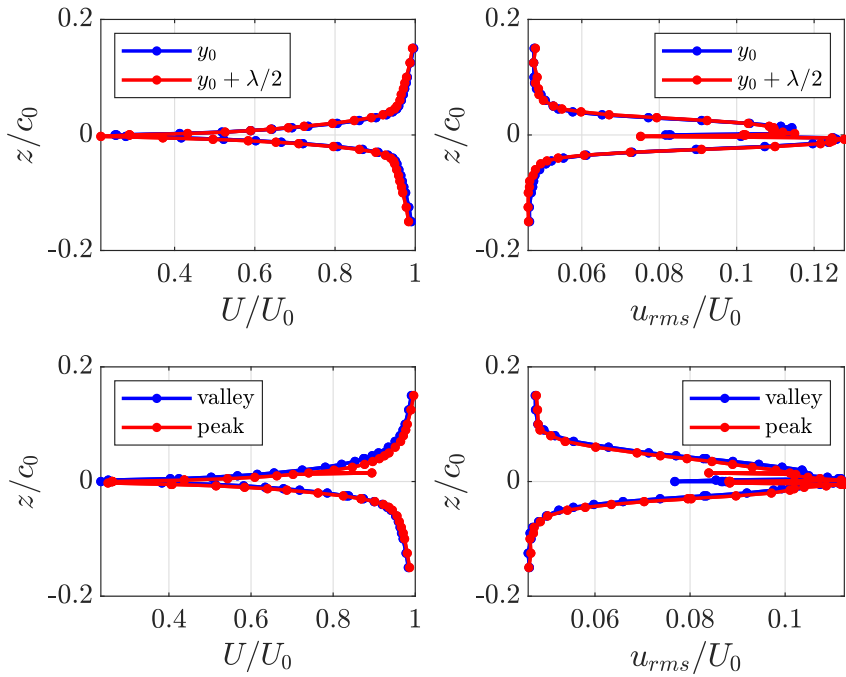 0.2
0
-0.2
z/c₀
y₀
y₀ + λ/2
0.4 0.6 0.8 1
U/U₀
0.2
0
-0.2
z/c₀
y₀
y₀ + λ/2
0.06 0.08 0.1 0.12
uᵣₘₛ/U₀
0.2
0
-0.2
z/c₀
valley
peak
0.4 0.6 0.8 1
U/U₀
0.2
0
-0.2
z/c₀
valley
peak
0.06 0.08 0.1
uᵣₘₛ/U₀